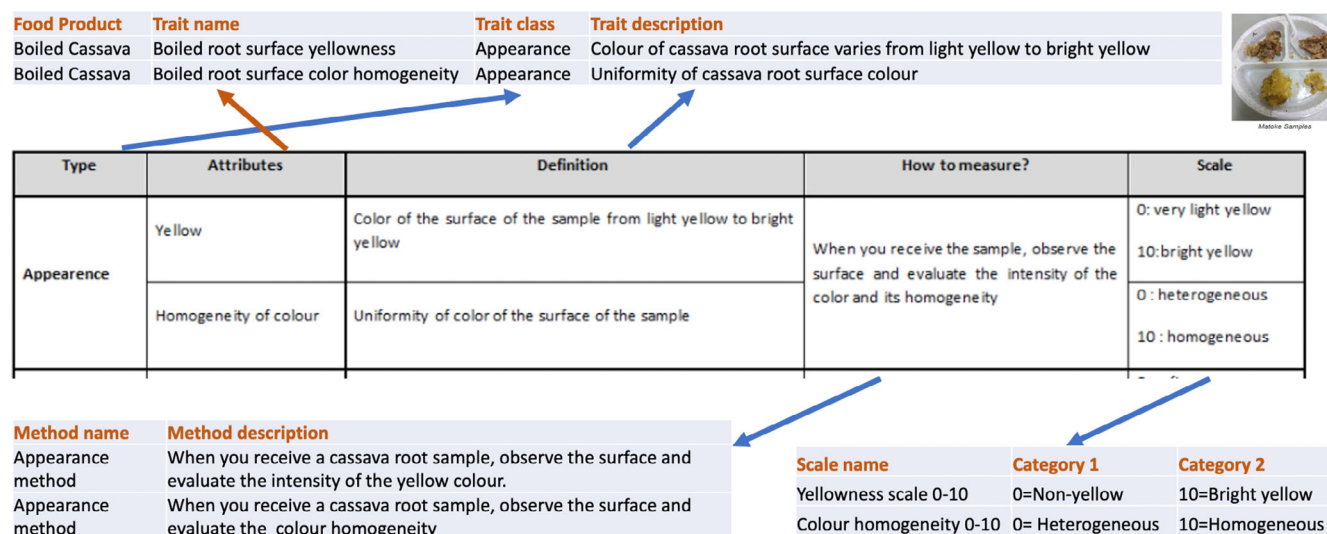 Food Product Trait name Trait class Trait description
Boiled Cassava Boiled root surface yellowness Appearance Colour of cassava root surface varies from light yellow to bright yellow
Boiled Cassava Boiled root surface color homogeneity Appearance Uniformity of cassava root surface colour
Matoke Samples
Type Attributes Definition How to measure? Scale
Appearence
Yellow
Color of the surface of the sample from light yellow to bright
yellow
When you receive the sample, observe the
surface and evaluate the intensity of the
color and its homogeneity
0: very light yellow
10:bright yellow
Homogeneity of colour
Uniformity of color of the surface of the sample
0 : heterogeneous
10 : homogeneous
Method name Method description
Appearance
method
When you receive a cassava root sample, observe the surface and
evaluate the intensity of the yellow colour.
Appearance
method
When you receive a cassava root sample, observe the surface and
evaluate the colour homogeneity
Scale name Category 1 Category 2
Yellowness scale 0-10 0=Non-yellow 10=Bright yellow
Colour homogeneity 0-10 0= Heterogeneous 10=Homogeneous